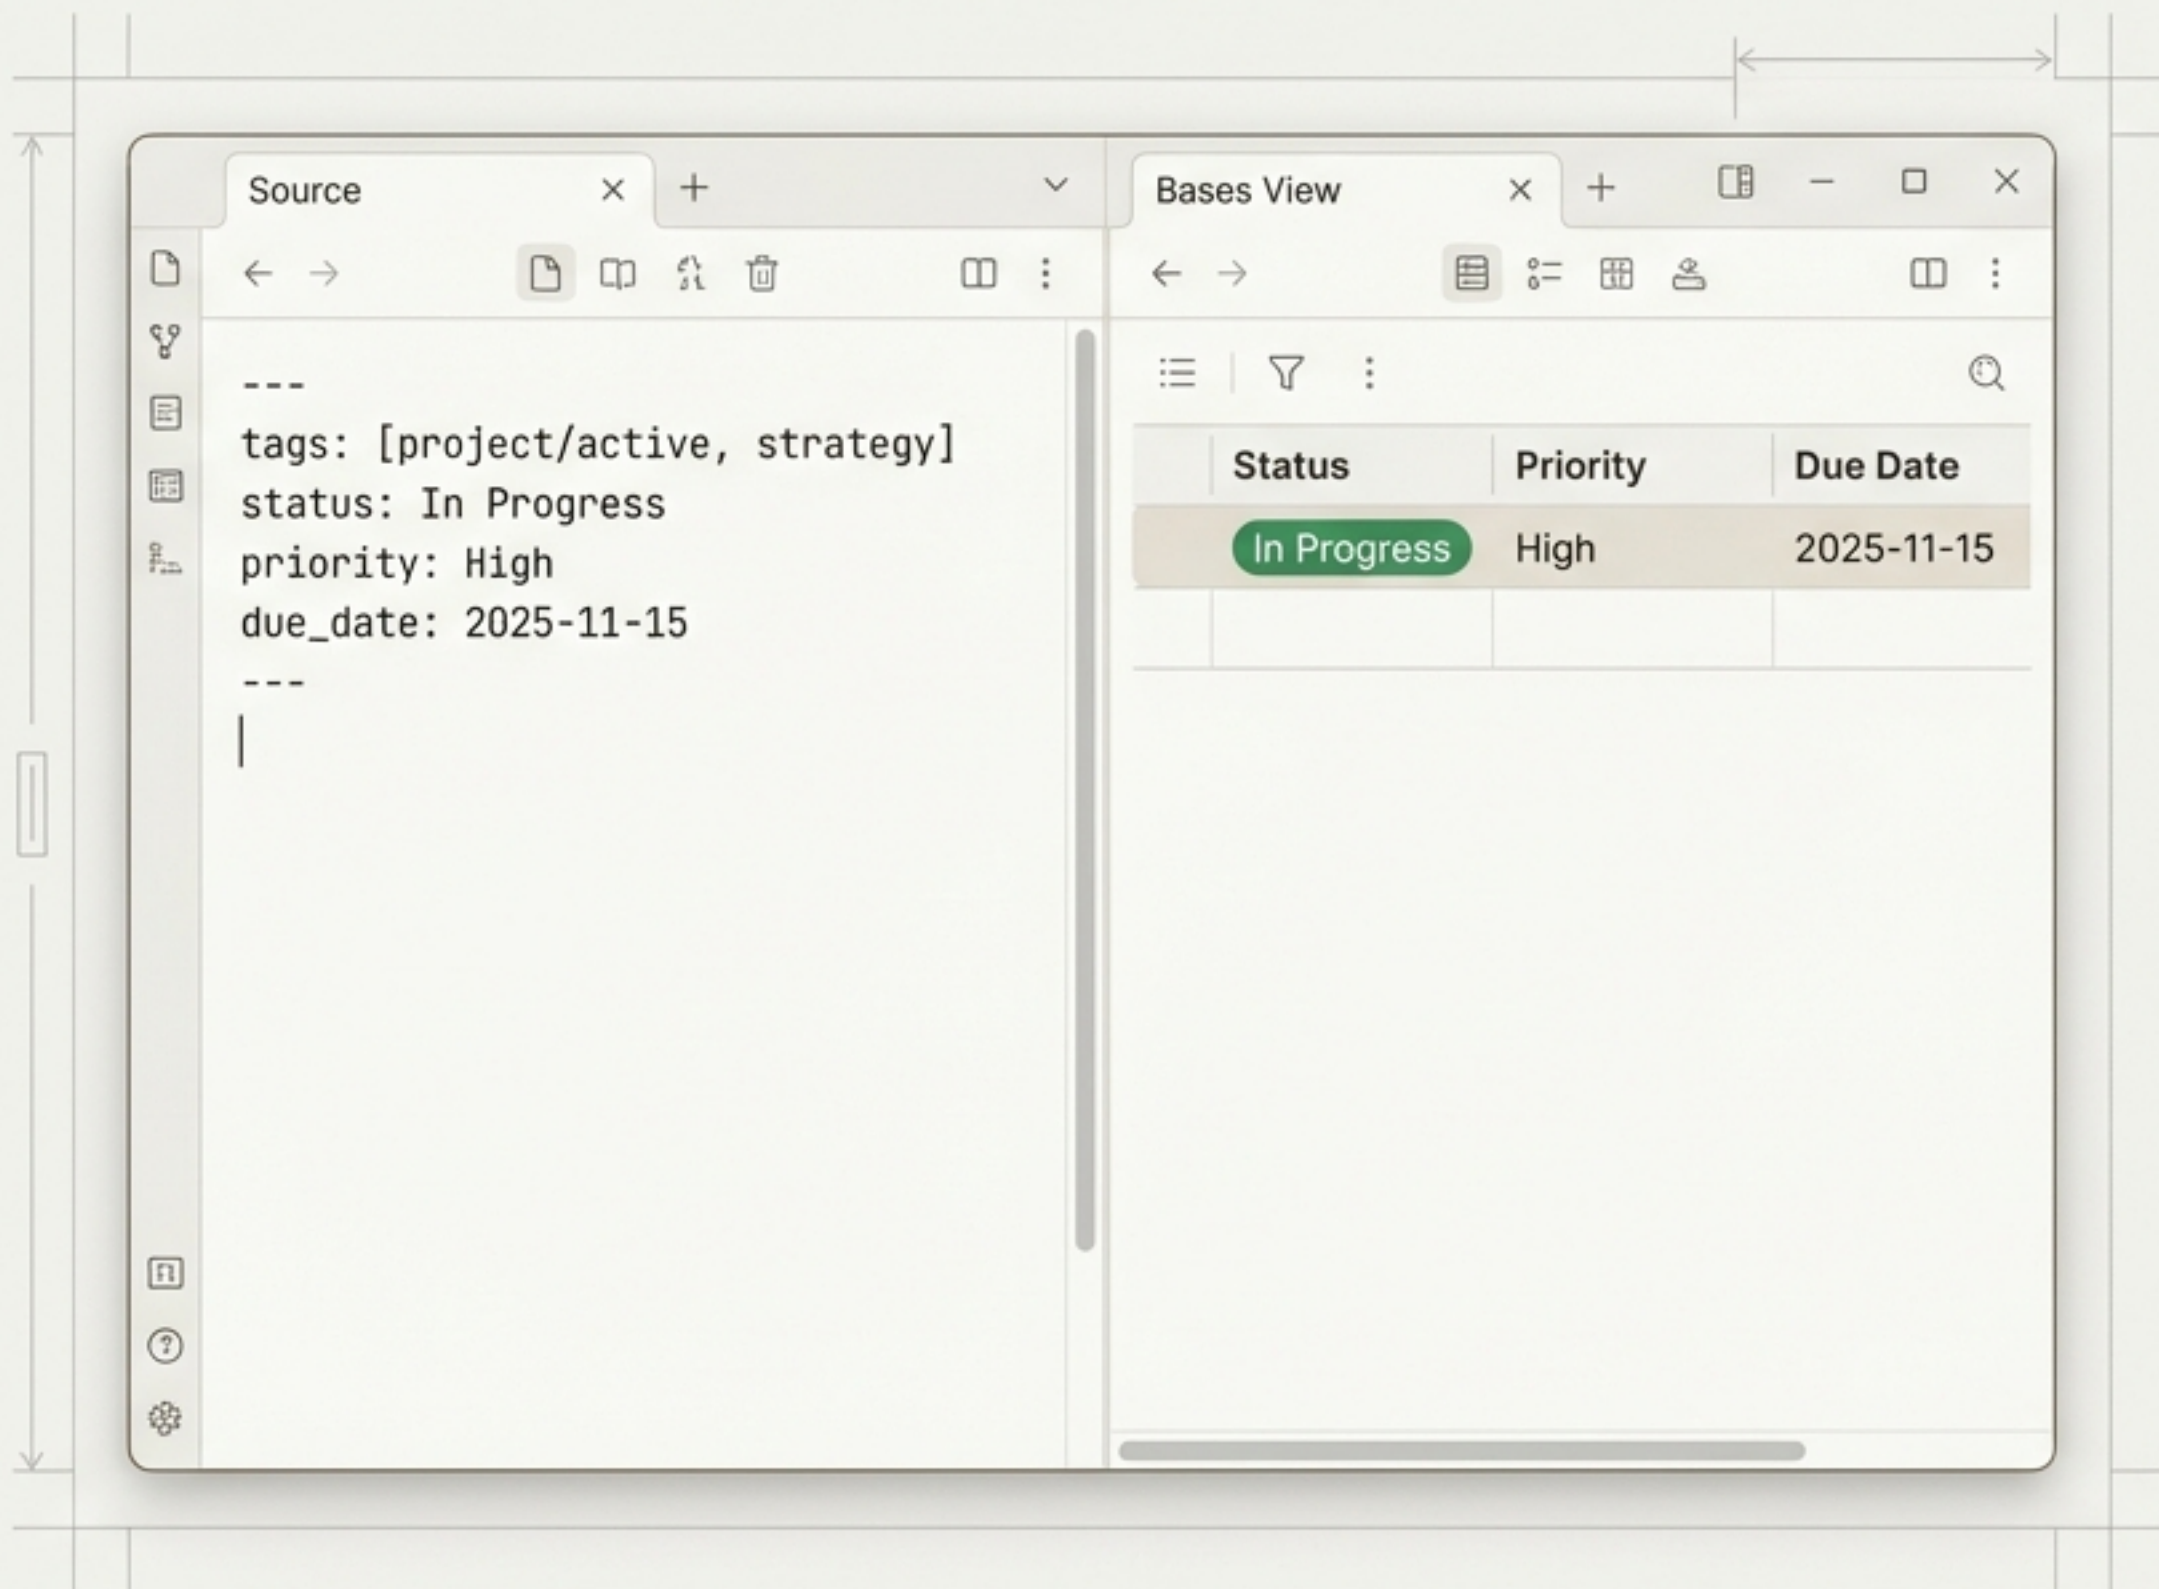 Source
Bases View
---
tags: [project/active, strategy]
status: In Progress
priority: High
due_date: 2025-11-15
---
Status Priority Due Date
In Progress High 2025-11-15